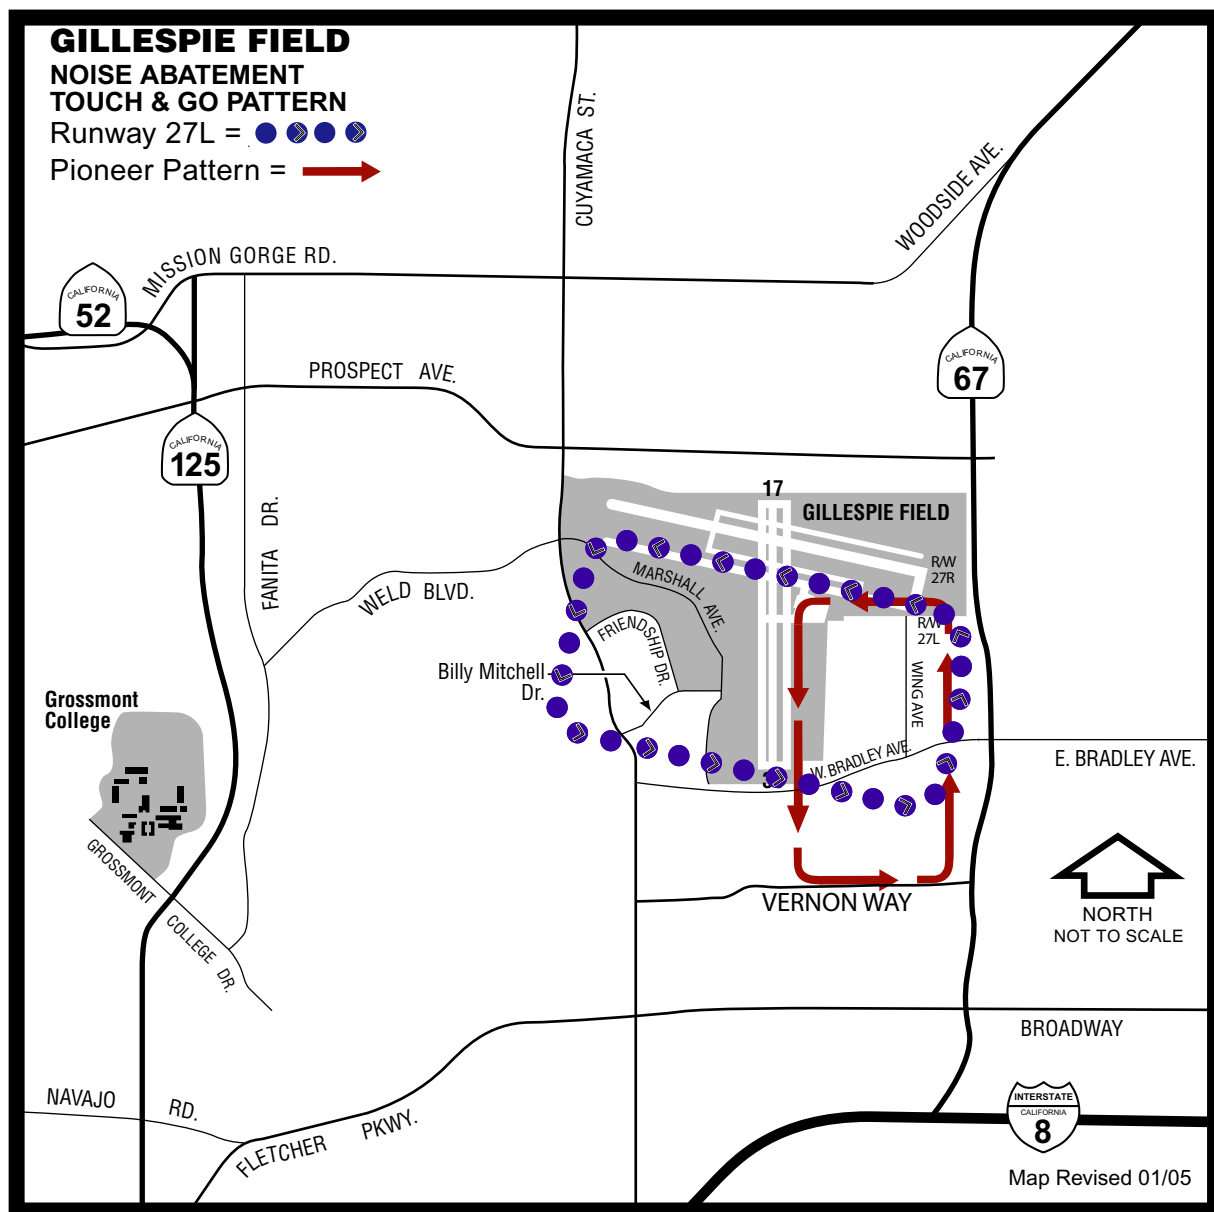 GILLESPIE FIELD
NOISE ABATEMENT
TOUCH & GO PATTERN
Runway 27L =
Pioneer Pattern =
CUYAMACA ST.
WOODSIDE AVE.
MISSION GORGE RD.
CALIFORNIA
52
PROSPECT AVE.
CALIFORNIA
67
CALIFORNIA
125
FANITA DR.
17
GILLESPIE FIELD
R/W
27R
WELD BLVD.
MARSHALL AVE.
FRIENDSHIP DR.
R/W
27L
WING AVE
Billy Mitchell
Dr.
Grossmont
College
W. BRADLEY AVE.
E. BRADLEY AVE.
GROSSMONT COLLEGE DR.
VERNON WAY
NORTH
NOT TO SCALE
BROADWAY
NAVAJO RD.
FLETCHER PKWY.
INTERSTATE
CALIFORNIA
8
Map Revised 01/05